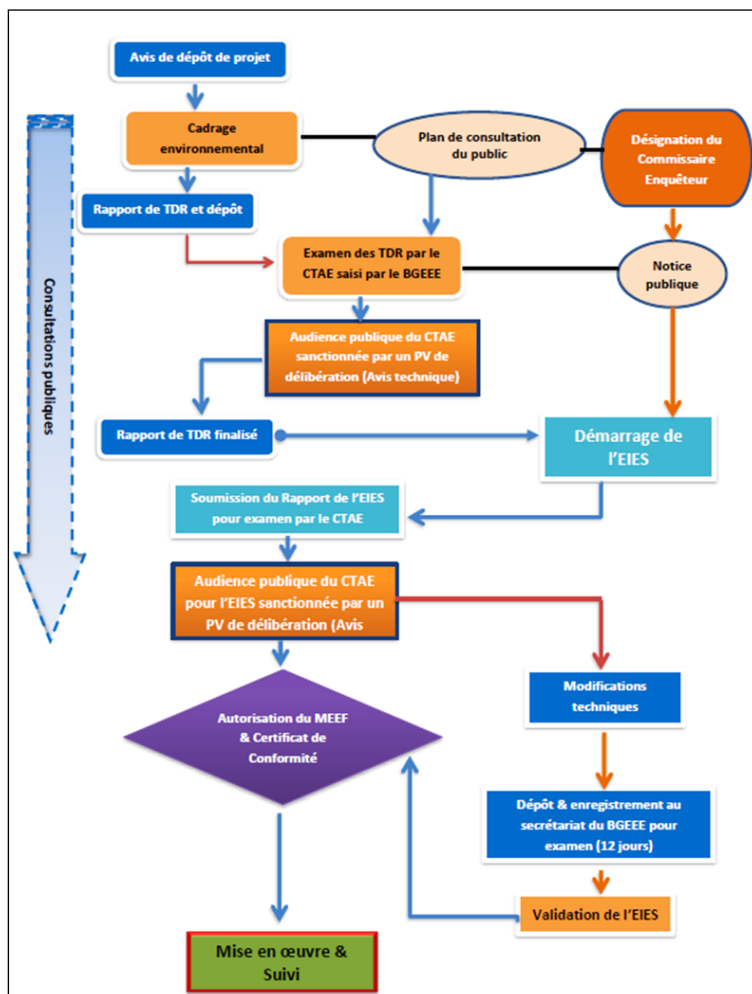 Avis de dépôt de projet
Cadrage
environnemental
Plan de consultation
du public
Désignation du
Commissaire
Enquêteur
Rapport de TDR et dépôt
Examen des TDR par le
CTAE saisi par le BGEEE
Notice
publique
Consultations publiques
Audience publique du CTAE
sanctionnée par un PV de
délibération (Avis technique)
Rapport de TDR finalisé
Démarrage de
l’EIES
Soumission du Rapport de l’EIES
pour examen par le CTAE
Audience publique du CTAE
pour l’EIES sanctionnée par un
PV de délibération (Avis
Modifications
techniques
Autorisation du MEEF
& Certificat de
Conformité
Dépôt & enregistrement au
secrétariat du BGEEE pour
examen (12 jours)
Validation de l’EIES
Mise en œuvre &
Suivi